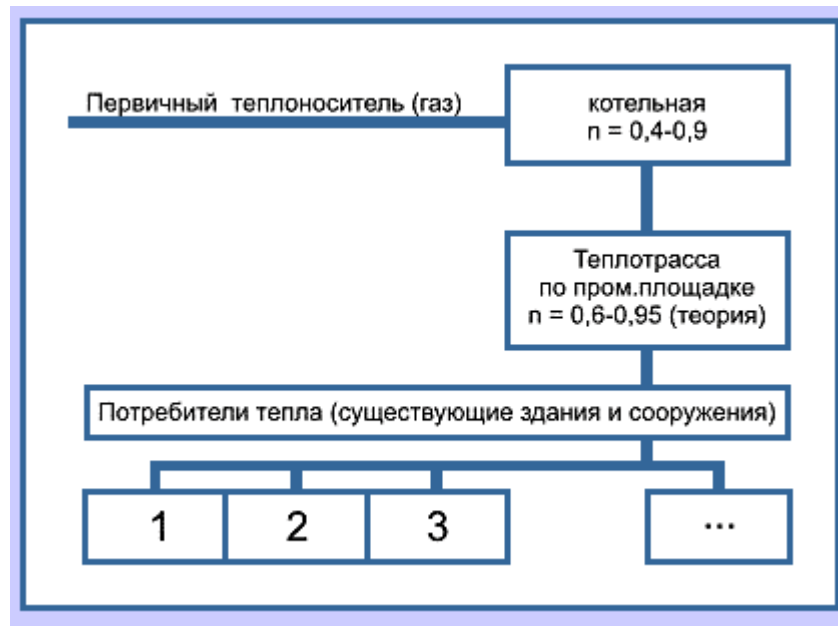 Первичный теплоноситель (газ)
котельная
n = 0,4-0,9
Теплотрасса
по пром.площадке
n = 0,6-0,95 (теория)
Потребители тепла (существующие здания и сооружения)
1
2
3
...